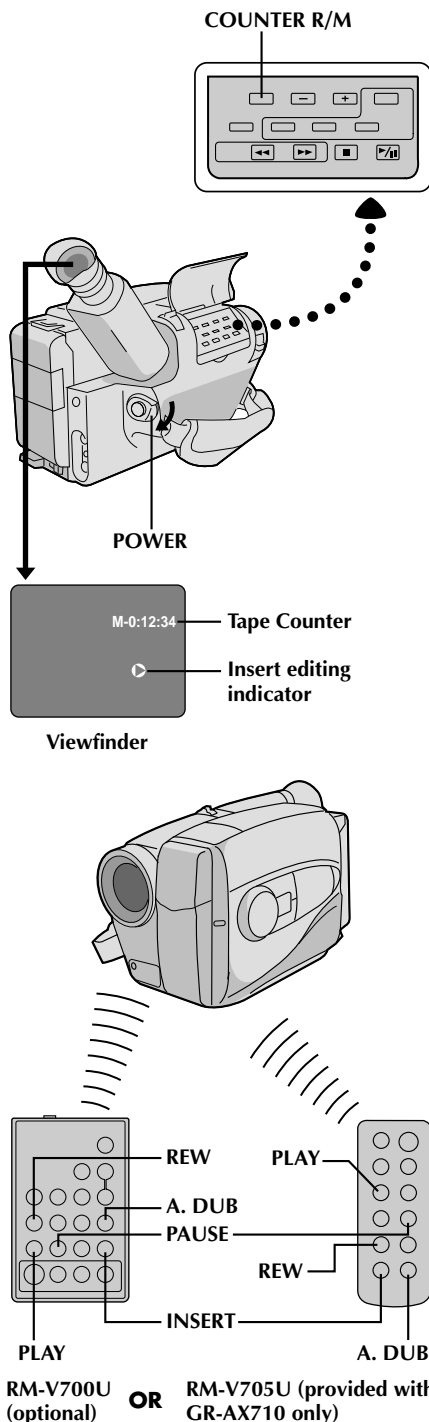 COUNTER R/M
POWER
M-0:12:34
Tape Counter
Insert editing
indicator
Viewfinder
REW
PLAY
A. DUB
PAUSE
REW
INSERT
PLAY
A. DUB
RM-V700U
(optional)
OR
RM-V705U (provided with
GR-AX710 only)